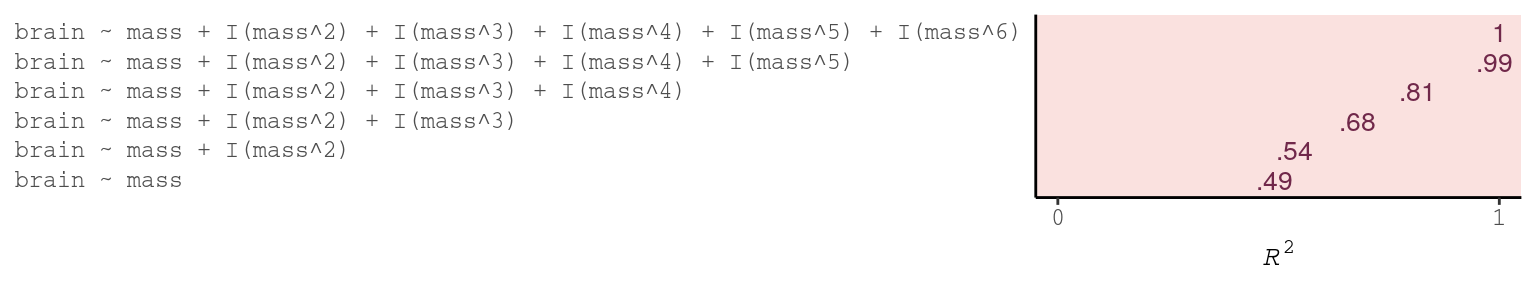 brain ~ mass + I(mass^2) + I(mass^3) + I(mass^4) + I(mass^5) + I(mass^6) 1
brain ~ mass + I(mass^2) + I(mass^3) + I(mass^4) + I(mass^5) .99
brain ~ mass + I(mass^2) + I(mass^3) + I(mass^4) .81
brain ~ mass + I(mass^2) + I(mass^3) .68
brain ~ mass + I(mass^2) .54
brain ~ mass .49
0 1
R²